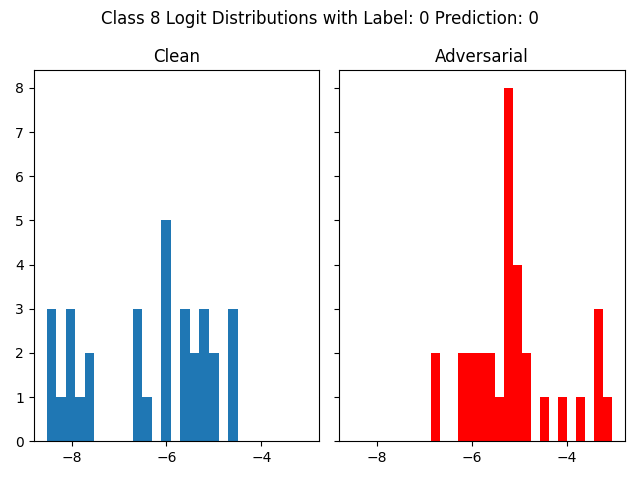 Class 8 Logit Distributions with Label: 0 Prediction: 0
Clean
Adversarial
8
7
6
5
4
3
2
1
0
−8 −6 −4
−8 −6 −4